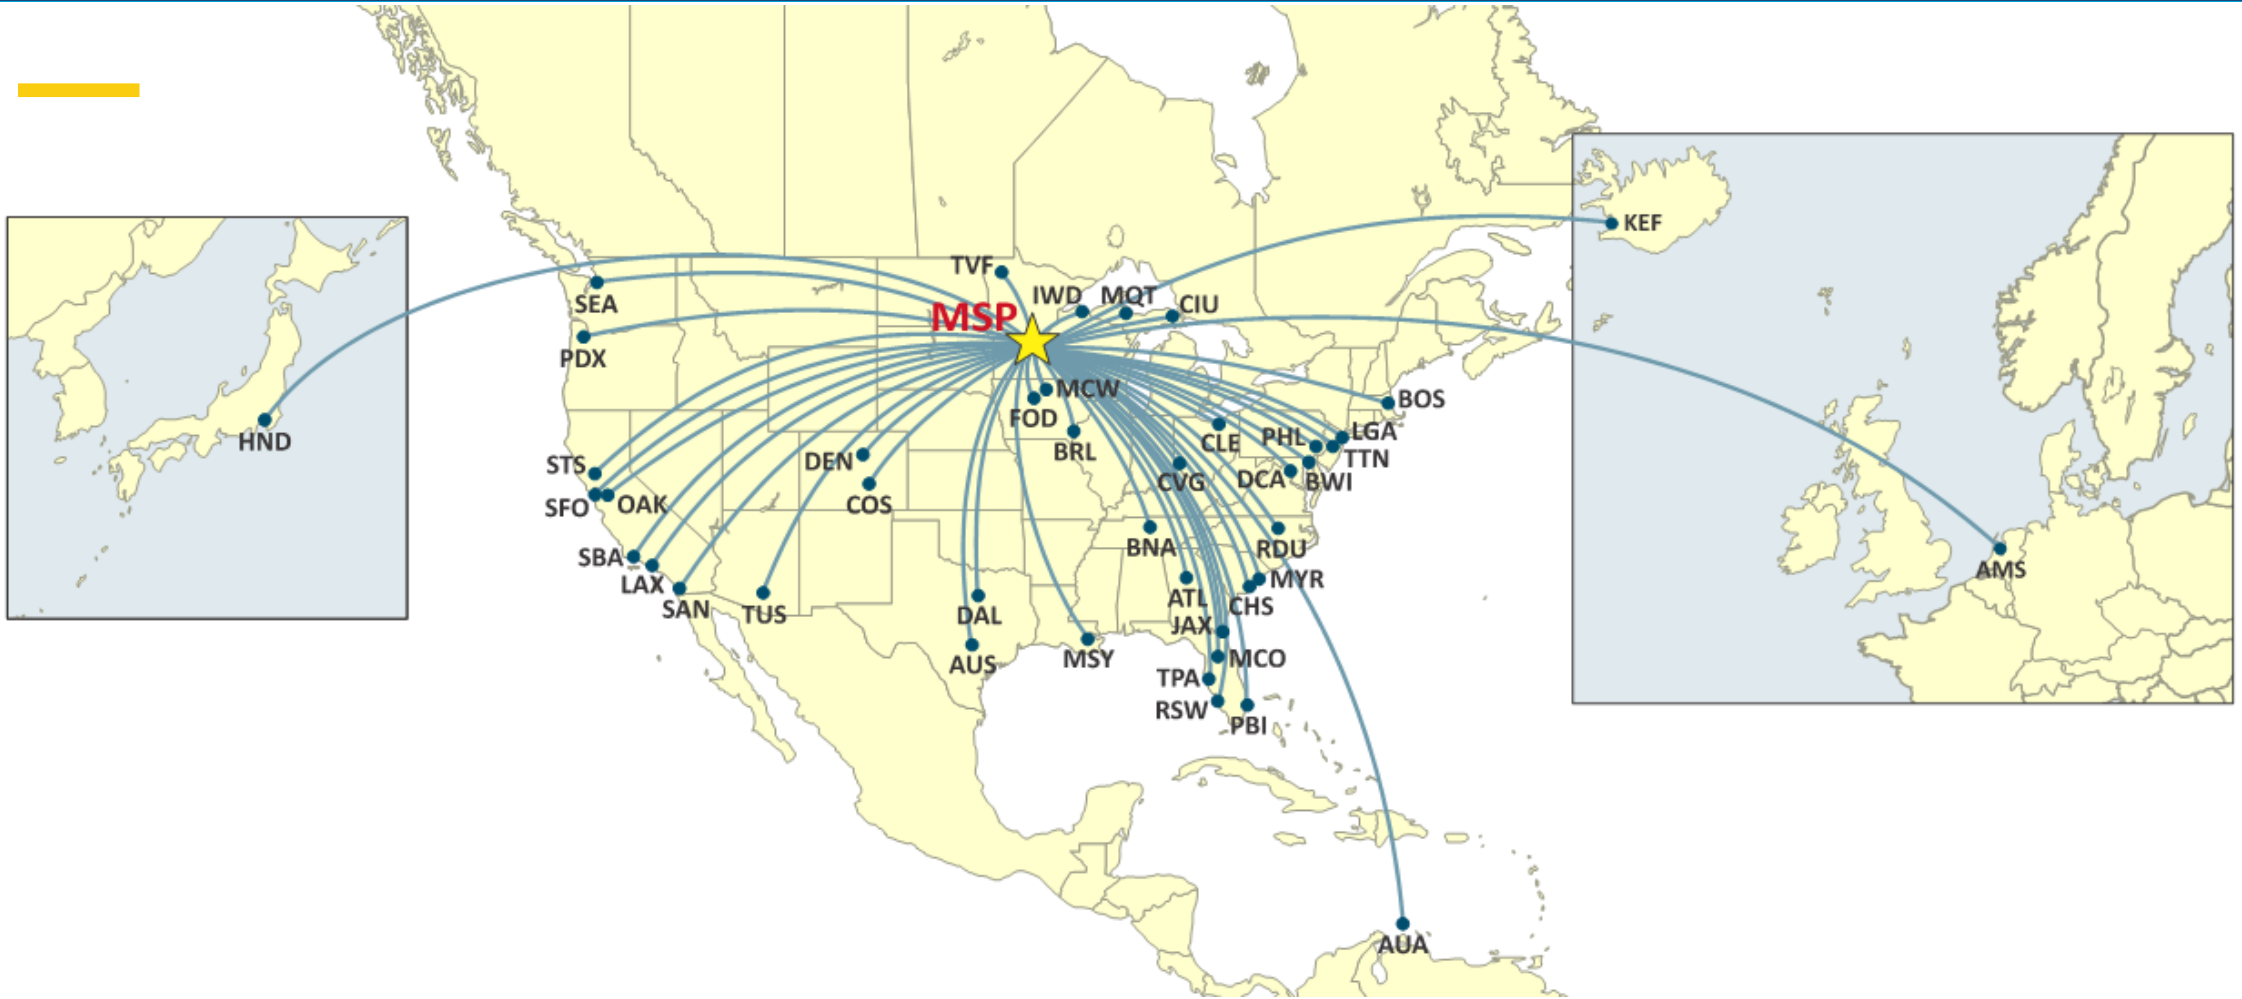 KEF
TVF
IWD
MQT
CIU
SEA
MSP
PDX
MCW
BOS
FOD
HND
CLE
PHL
LGA
BRL
TTN
STS
DEN
CVG
DCA
BWI
SFO
OAK
COS
BNA
RDU
SBA
AMS
LAX
MYR
SAN
TUS
DAL
ATL
CHS
JAX
AUS
MSY
MCO
TPA
RSW
PBI
AUA